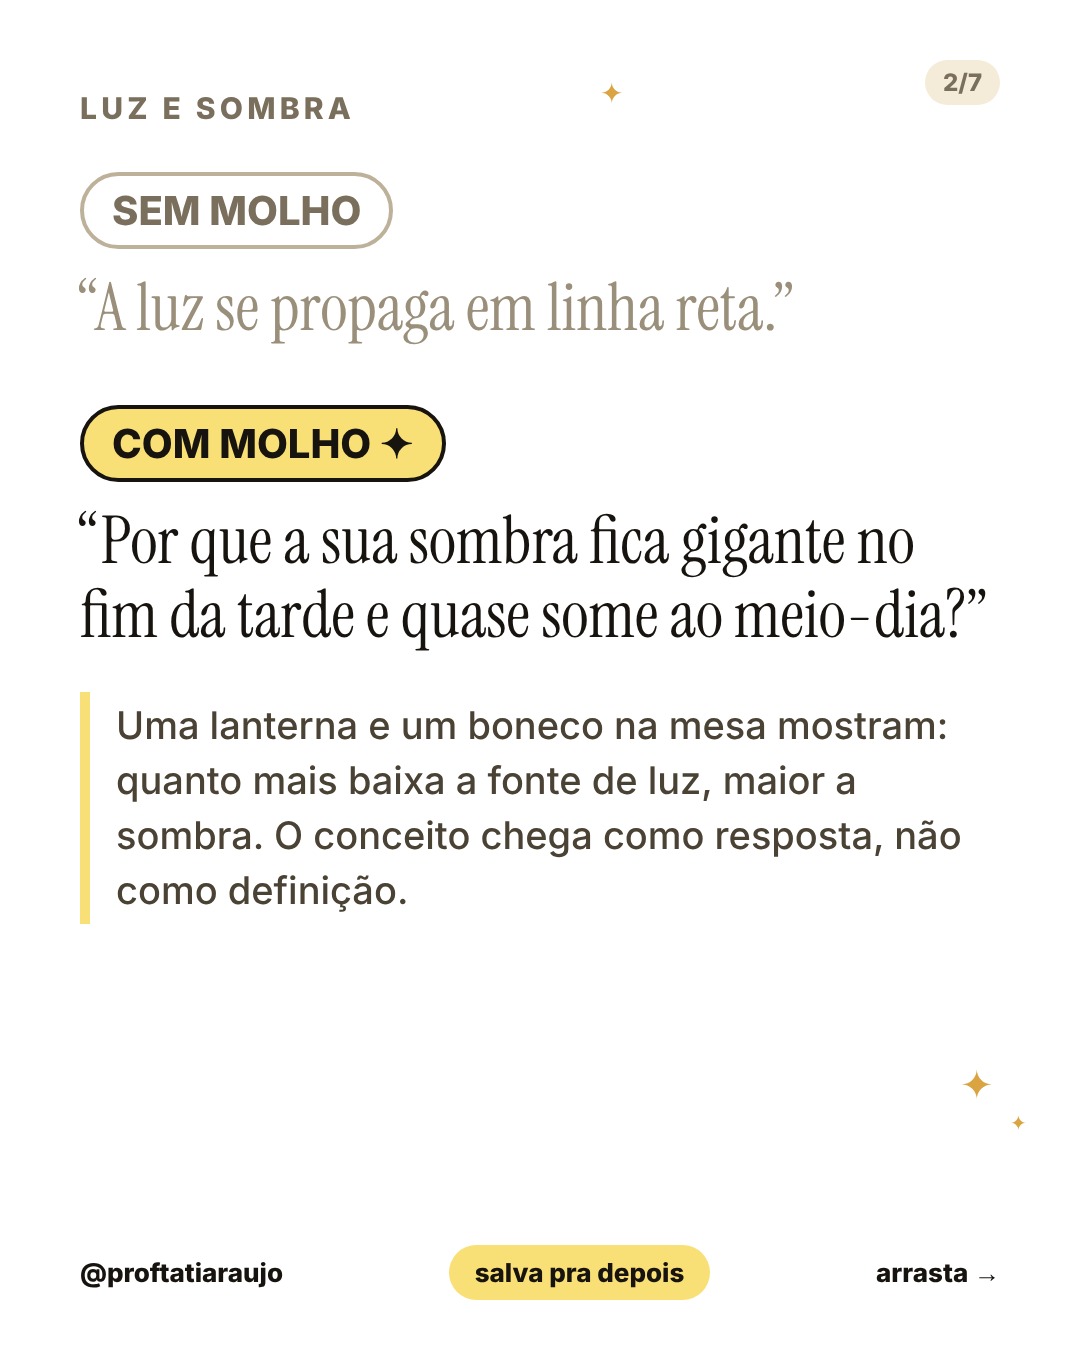 LUZ E SOMBRA
2/7
SEM MOLHO
“A luz se propaga em linha reta.”
COM MOLHO ✦
“Por que a sua sombra fica gigante no
fim da tarde e quase some ao meio-dia?”
Uma lanterna e um boneco na mesa mostram:
quanto mais baixa a fonte de luz, maior a
sombra. O conceito chega como resposta, não
como definição.
@proftatiaraujo
salva pra depois
arrasta →